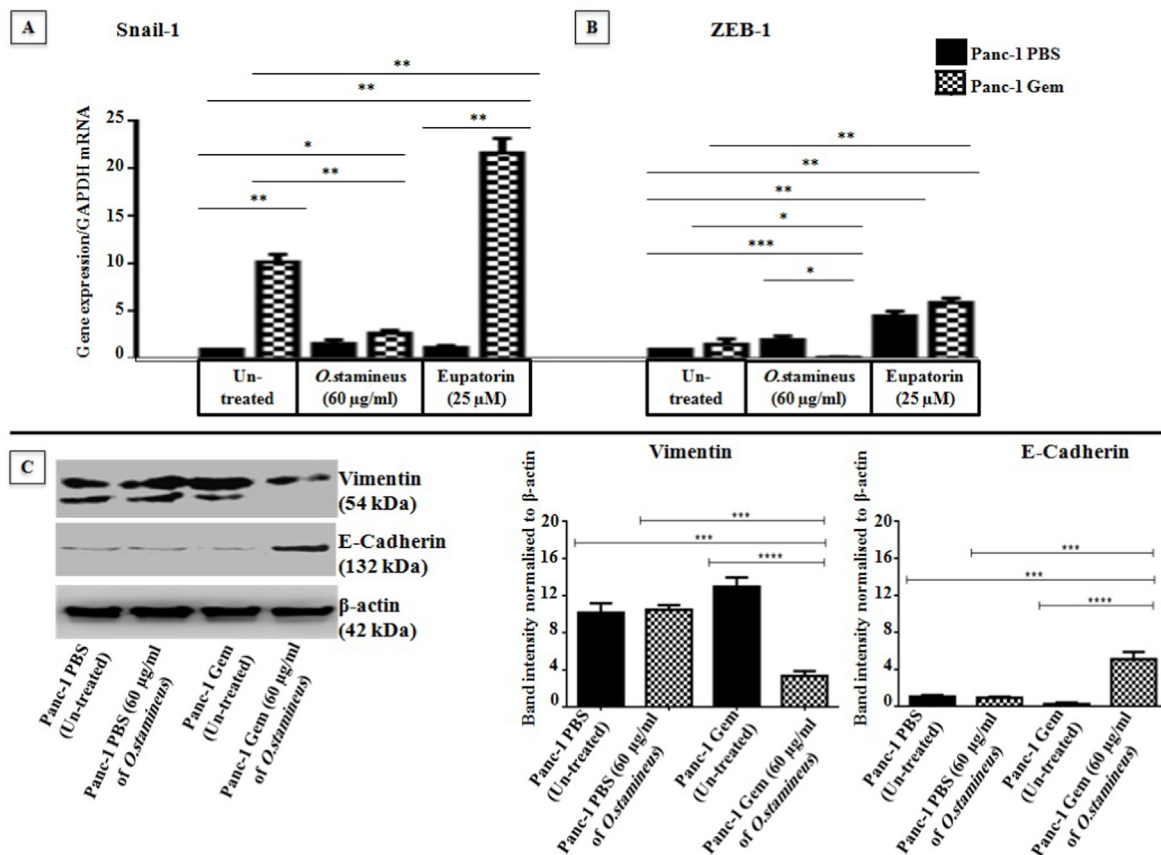 A
Snail-1
B
ZEB-1
Panc-1 PBS
Panc-1 Gem
Gene expression/GAPDH mRNA
25
20
15
10
5
0
**
**
**
*
**
**
**
**
**
*
***
*
Un-
treated
O.stamineus
(60 µg/ml)
Eupatorin
(25 µM)
Un-
treated
O.stamineus
(60 µg/ml)
Eupatorin
(25 µM)
C
Vimentin
(54 kDa)
E-Cadherin
(132 kDa)
β-actin
(42 kDa)
Panc-1 PBS
(Un-treated)
Panc-1 PBS (60 µg/ml
of O.stamineus)
Panc-1 Gem
(Un-treated)
Panc-1 Gem (60 µg/ml
of O.stamineus)
Vimentin
Band intensity normalised to β-actin
20
16
12
8
4
0
***
***
****
Panc-1 PBS
(Un-treated)
Panc-1 PBS (60 µg/ml
of O.stamineus)
Panc-1 Gem
(Un-treated)
Panc-1 Gem (60 µg/ml
of O.stamineus)
E-Cadherin
Band intensity normalised to β-actin
20
16
12
8
4
0
***
***
****
Panc-1 PBS
(Un-treated)
Panc-1 PBS (60 µg/ml
of O.stamineus)
Panc-1 Gem
(Un-treated)
Panc-1 Gem (60 µg/ml
of O.stamineus)